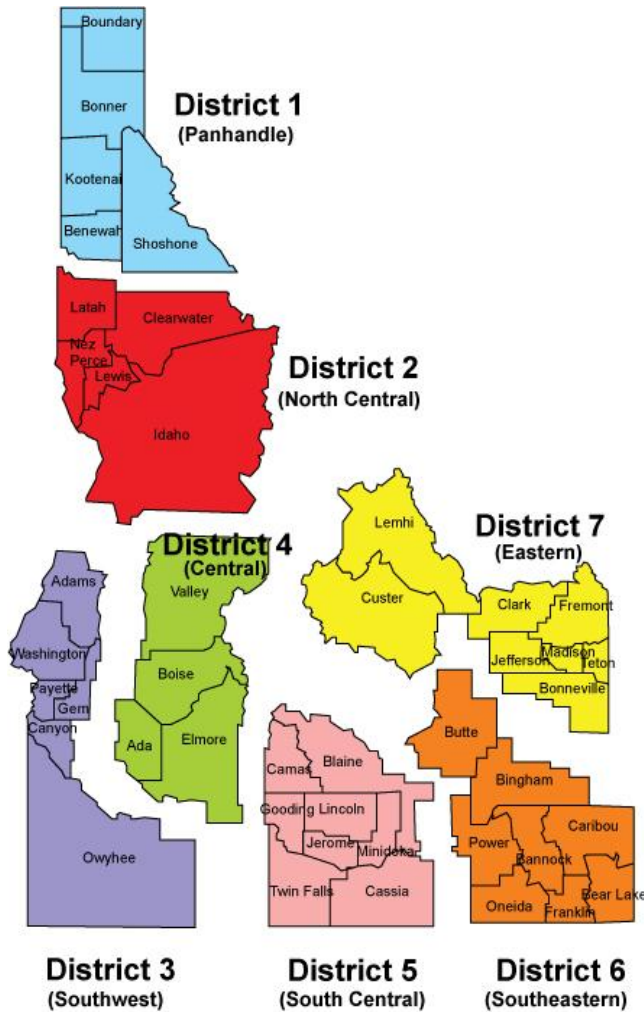 Boundary
Bonner
District 1
(Panhandle)
Kootenai
Benewah
Shoshone
Latah
Clearwater
Nez
Perce
Lewis
District 2
(North Central)
Idaho
Lemhi
District 7
(Eastern)
District 4
(Central)
Adams
Valley
Custer
Clark
Fremont
Washington
Madison
Jefferson
Teton
Boise
Payette
Bonneville
Gem
Canyon
Butte
Ada
Elmore
Blaine
Camas
Bingham
Gooding
Lincoln
Caribou
Jerome
Minidoka
Power
Bannock
Owyhee
Twin Falls
Cassia
Bear Lake
Oneida
Franklin
District 3
(Southwest)
District 5
(South Central)
District 6
(Southeastern)